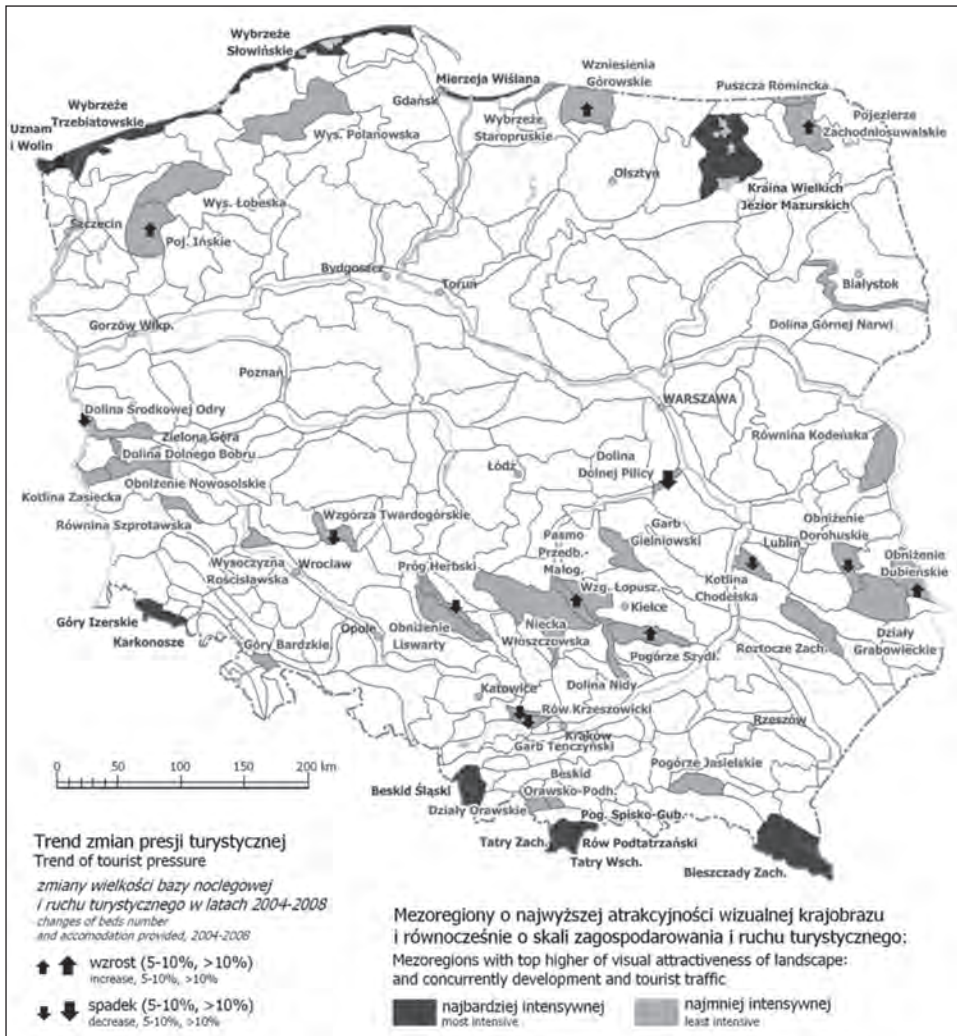 Wybrzeże
Słowińskie
Wybrzeże
Trzebiatowskie
Uznam
i Wolin
Gdańsk
Mierzeja Wiślana
Wzniesienia
Górowskie
Wybrzeże
Staropruskie
Puszcza Romincka
Pojezierze
Zachodniosuwalskie
Wys. Polanowska
Olsztyn
Kraina Wielkich
Jezior Mazurskich
Wys. Łobeska
Szczecin
Poj. Ińskie
Bydgoszcz
Toruń
Białystok
Dolina Górnej Narwi
Gorzów Wlkp.
Poznań
WARSZAWA
Dolina Środkowej Odry
Zielona Góra
Dolina Dolnego Bobru
Obniżenie Nowosolskie
Kotlina Zasiecka
Równina Szprotawska
Łódź
Dolina
Dolnej Pilicy
Równina Kodeńska
Wzgórza Twardogórskie
Wysoczyzna
Rościsławska
Wrocław
Próg Herbski
Pasmo
Przedb.-
Małog.
Garb
Gielniowski
Lublin
Obniżenie
Dorohuskie
Obniżenie
Dubieńskie
Wzg. Łopusz.
Kielce
Kotlina
Chodelska
Góry Izerskie
Karkonosze
Góry Bardzkie
Opole
Obniżenie
Liswarty
Niecka
Włoszczowska
Pogórze Szydł.
Roztocze Zach.
Działy
Grabowieckie
Katowice
Dolina Nidy
Rów Krzeszowicki
Kraków
Garb Tenczyński
Rzeszów
0 50 100 150 200 km
Beskid Śląski
Działy Orawskie
Beskid
Orawsko-Podh.
Pogórze Jasielskie
Pog. Spisko-Gub.
Tatry Zach.
Rów Podtatrzański
Tatry Wsch.
Bieszczady Zach.
Trend zmian presji turystycznej
Trend of tourist pressure
zmiany wielkości bazy noclegowej
i ruchu turystycznego w latach 2004-2008
changes of beds number
and accomodation provided, 2004-2008
wzrost (5-10%, >10%)
increase, 5-10%, >10%
spadek (5-10%, >10%)
decrease, 5-10%, >10%
Mezoregiony o najwyższej atrakcyjności wizualnej krajobrazu
i równocześnie o skali zagospodarowania i ruchu turystycznego:
Mezoregions with top higher of visual attractiveness of landscape:
and concurrently development and tourist traffic
najbardziej intensywnej
most intensive
najmniej intensywnej
least intensive